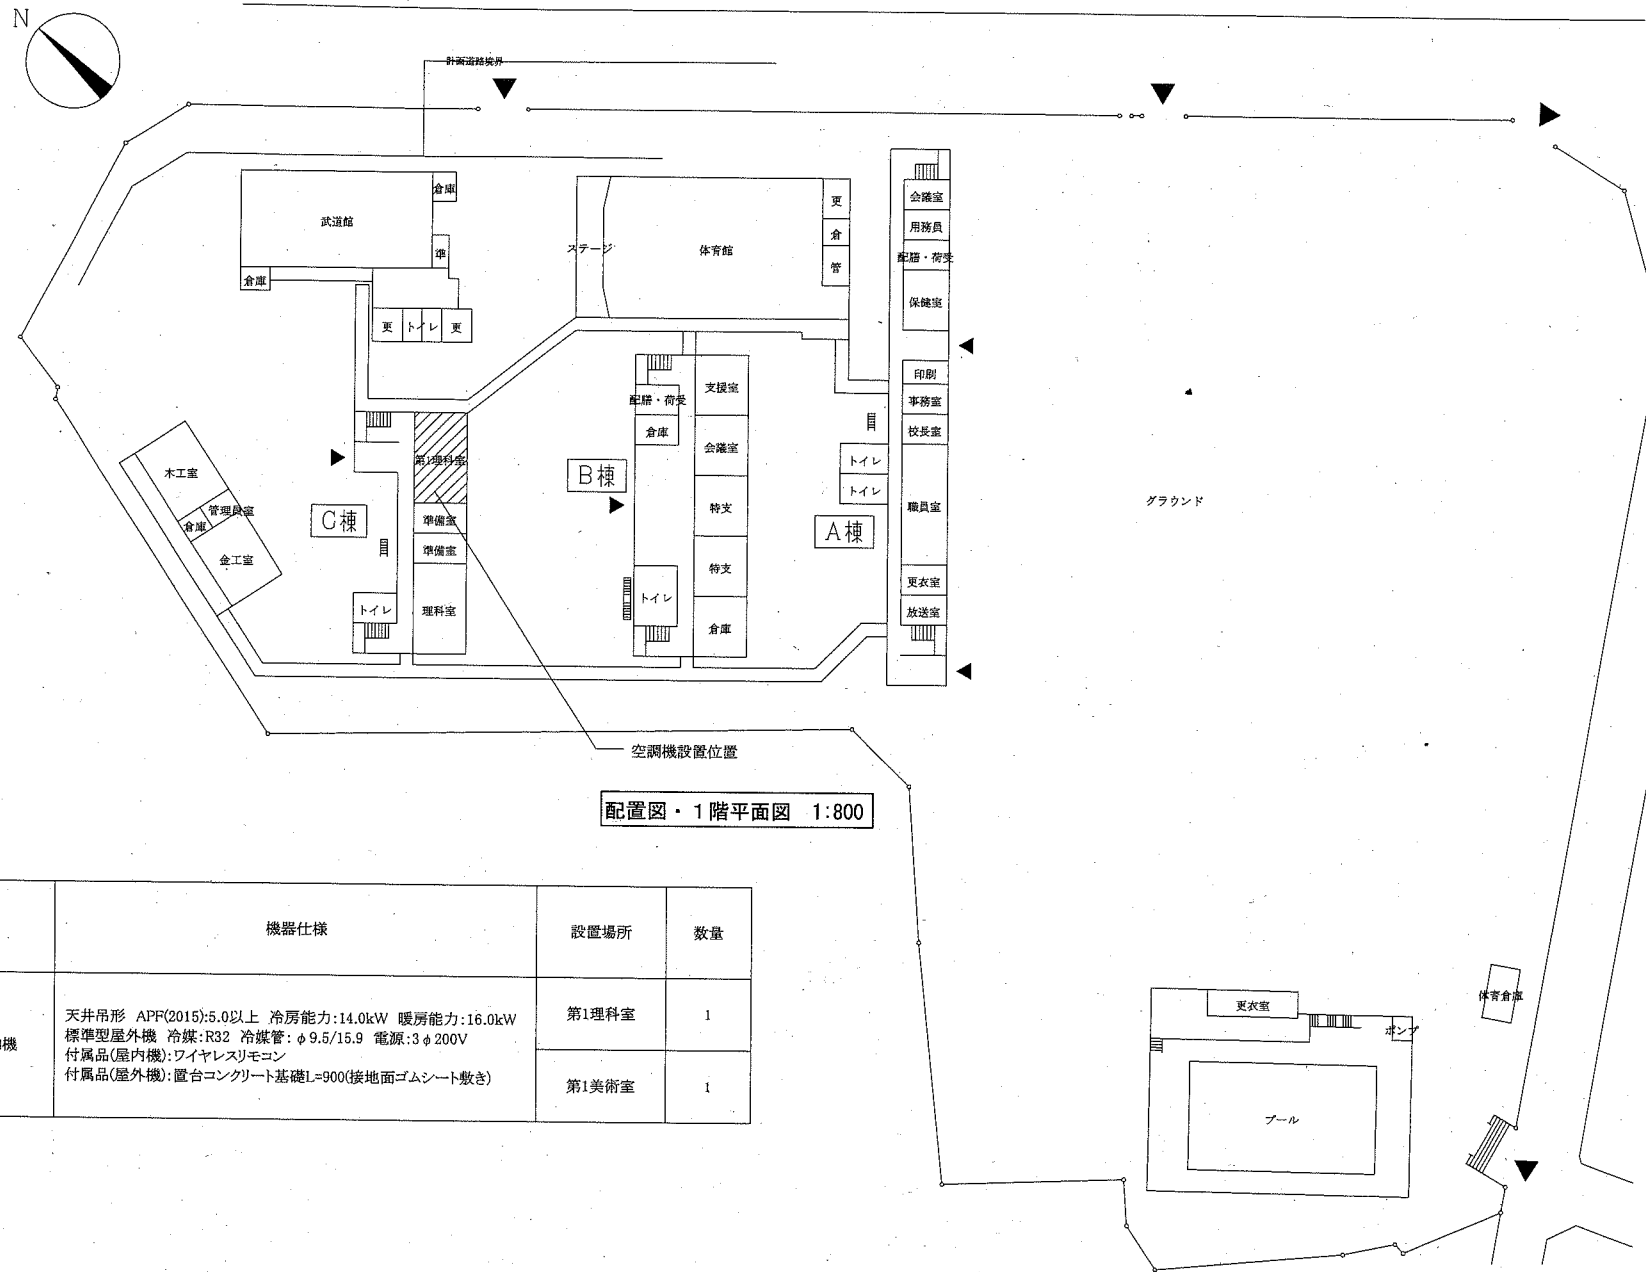 N
計画道路境界
倉庫
武道館
準
倉庫
更
トイレ
更
ステージ
体育館
更
倉
管
会議室
用務員
配膳・荷受
保健室
印刷
事務室
校長室
トイレ
トイレ
職員室
A棟
更衣室
放送室
支援室
配膳・荷受
倉庫
会議室
B棟
特支
特支
トイレ
倉庫
第1理科室
C棟
準備室
準備室
トイレ
理科室
木工室
管理員室
倉庫
金工室
グラウンド
空調機設置位置
配置図・1階平面図 1:800
機器仕様
設置場所
数量
機
天井吊形 APF(2015):5.0以上 冷房能力:14.0kW 暖房能力:16.0kW
標準型屋外機 冷媒:R32 冷媒管:φ9.5/15.9 電源:3φ200V
付属品(屋内機):ワイヤレスリモコン
付属品(屋外機):置台コンクリート基礎L=900(接地面ゴムシート敷き)
第1理科室
1
第1美術室
1
体育倉庫
更衣室
ポンプ
プール